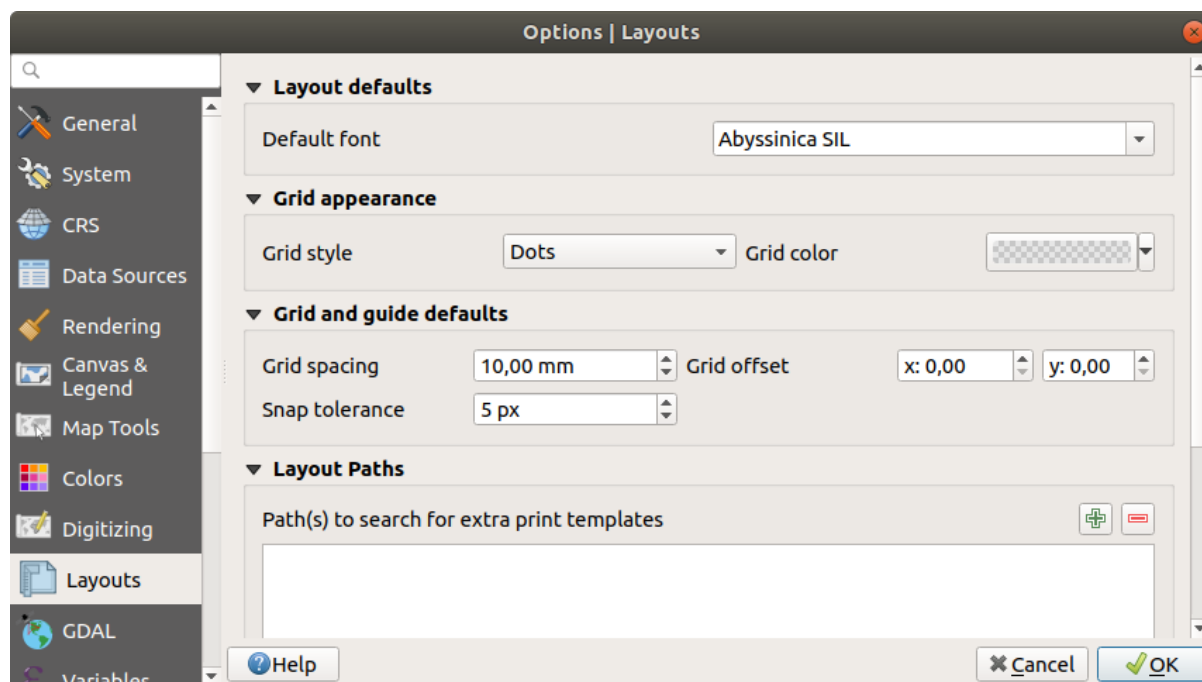 Options | Layouts
General
System
CRS
Data Sources
Rendering
Canvas &
Legend
Map Tools
Colors
Digitizing
Layouts
GDAL
Variables
Layout defaults
Default font
Abyssinica SIL
Grid appearance
Grid style
Dots
Grid color
Grid and guide defaults
Grid spacing
10,00 mm
Grid offset
x: 0,00
y: 0,00
Snap tolerance
5 px
Layout Paths
Path(s) to search for extra print templates
Help
Cancel
OK